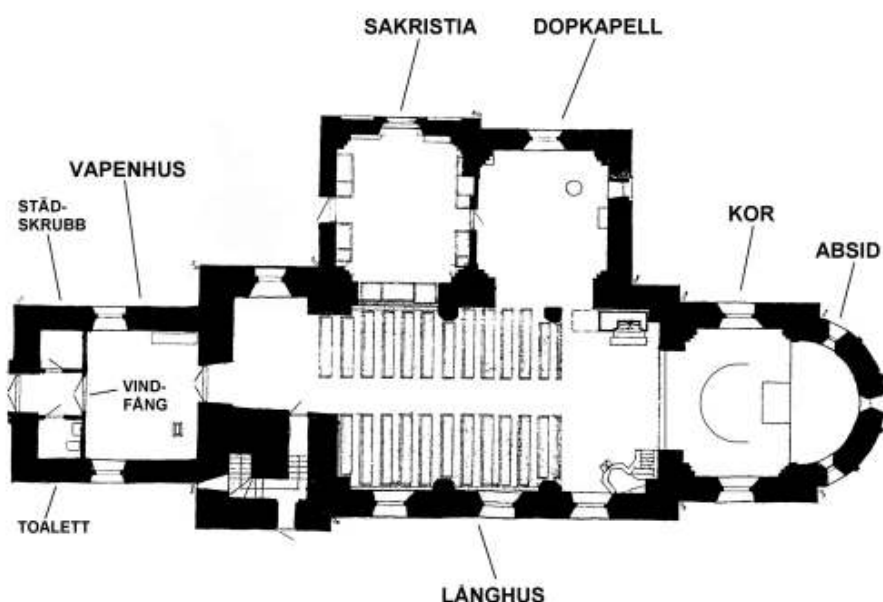 SAKRISTIA
DOPKAPELL
VAPENHUS
STÄD-
SKRUBB
KOR
ABSID
VIND-
FÅNG
TOALETT
LÅNGHUS